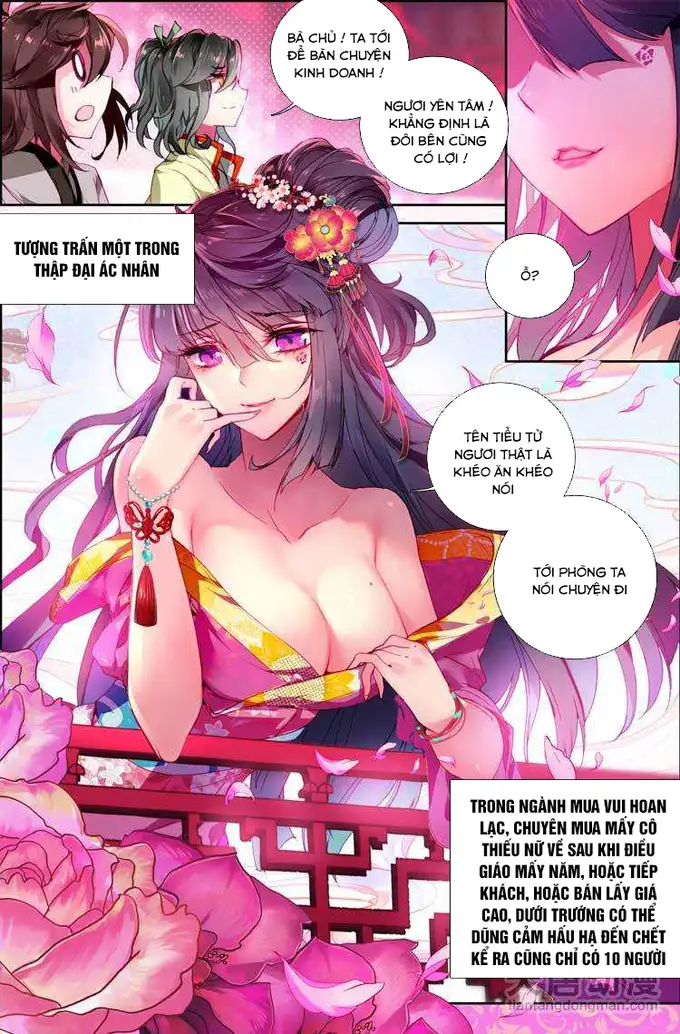 BÀ CHỦ! TA TỚI
ĐỂ BÀN CHUYỆN
KINH DOANH!
NGƯƠI YÊN TÂM!
KHẲNG ĐỊNH LÀ
ĐÔI BÊN CÙNG
CÓ LỢI!
Ồ?
TƯỢNG TRẤN MỘT TRONG
THẬP ĐẠI ÁC NHÂN
TÊN TIỂU TỬ
NGƯƠI THẬT LÀ
KHÉO ĂN KHÉO
NÓI
TỚI PHÒNG TA
NÓI CHUYỆN ĐI
TRONG NGÀNH MUA VUI HOAN
LẠC, CHUYÊN MUA MẤY CÔ
THIẾU NỮ VỀ SAU KHI ĐIỀU
GIÁO MẤY NĂM, HOẶC TIẾP
KHÁCH, HOẶC BÁN LẤY GIÁ
CAO, DƯỚI TRƯỚNG CÓ THỂ
DŨNG CẢM HẦU HẠ ĐẾN CHẾT
KỂ RA CŨNG CHỈ CÓ 10 NGƯỜI
tiantangdongman.com